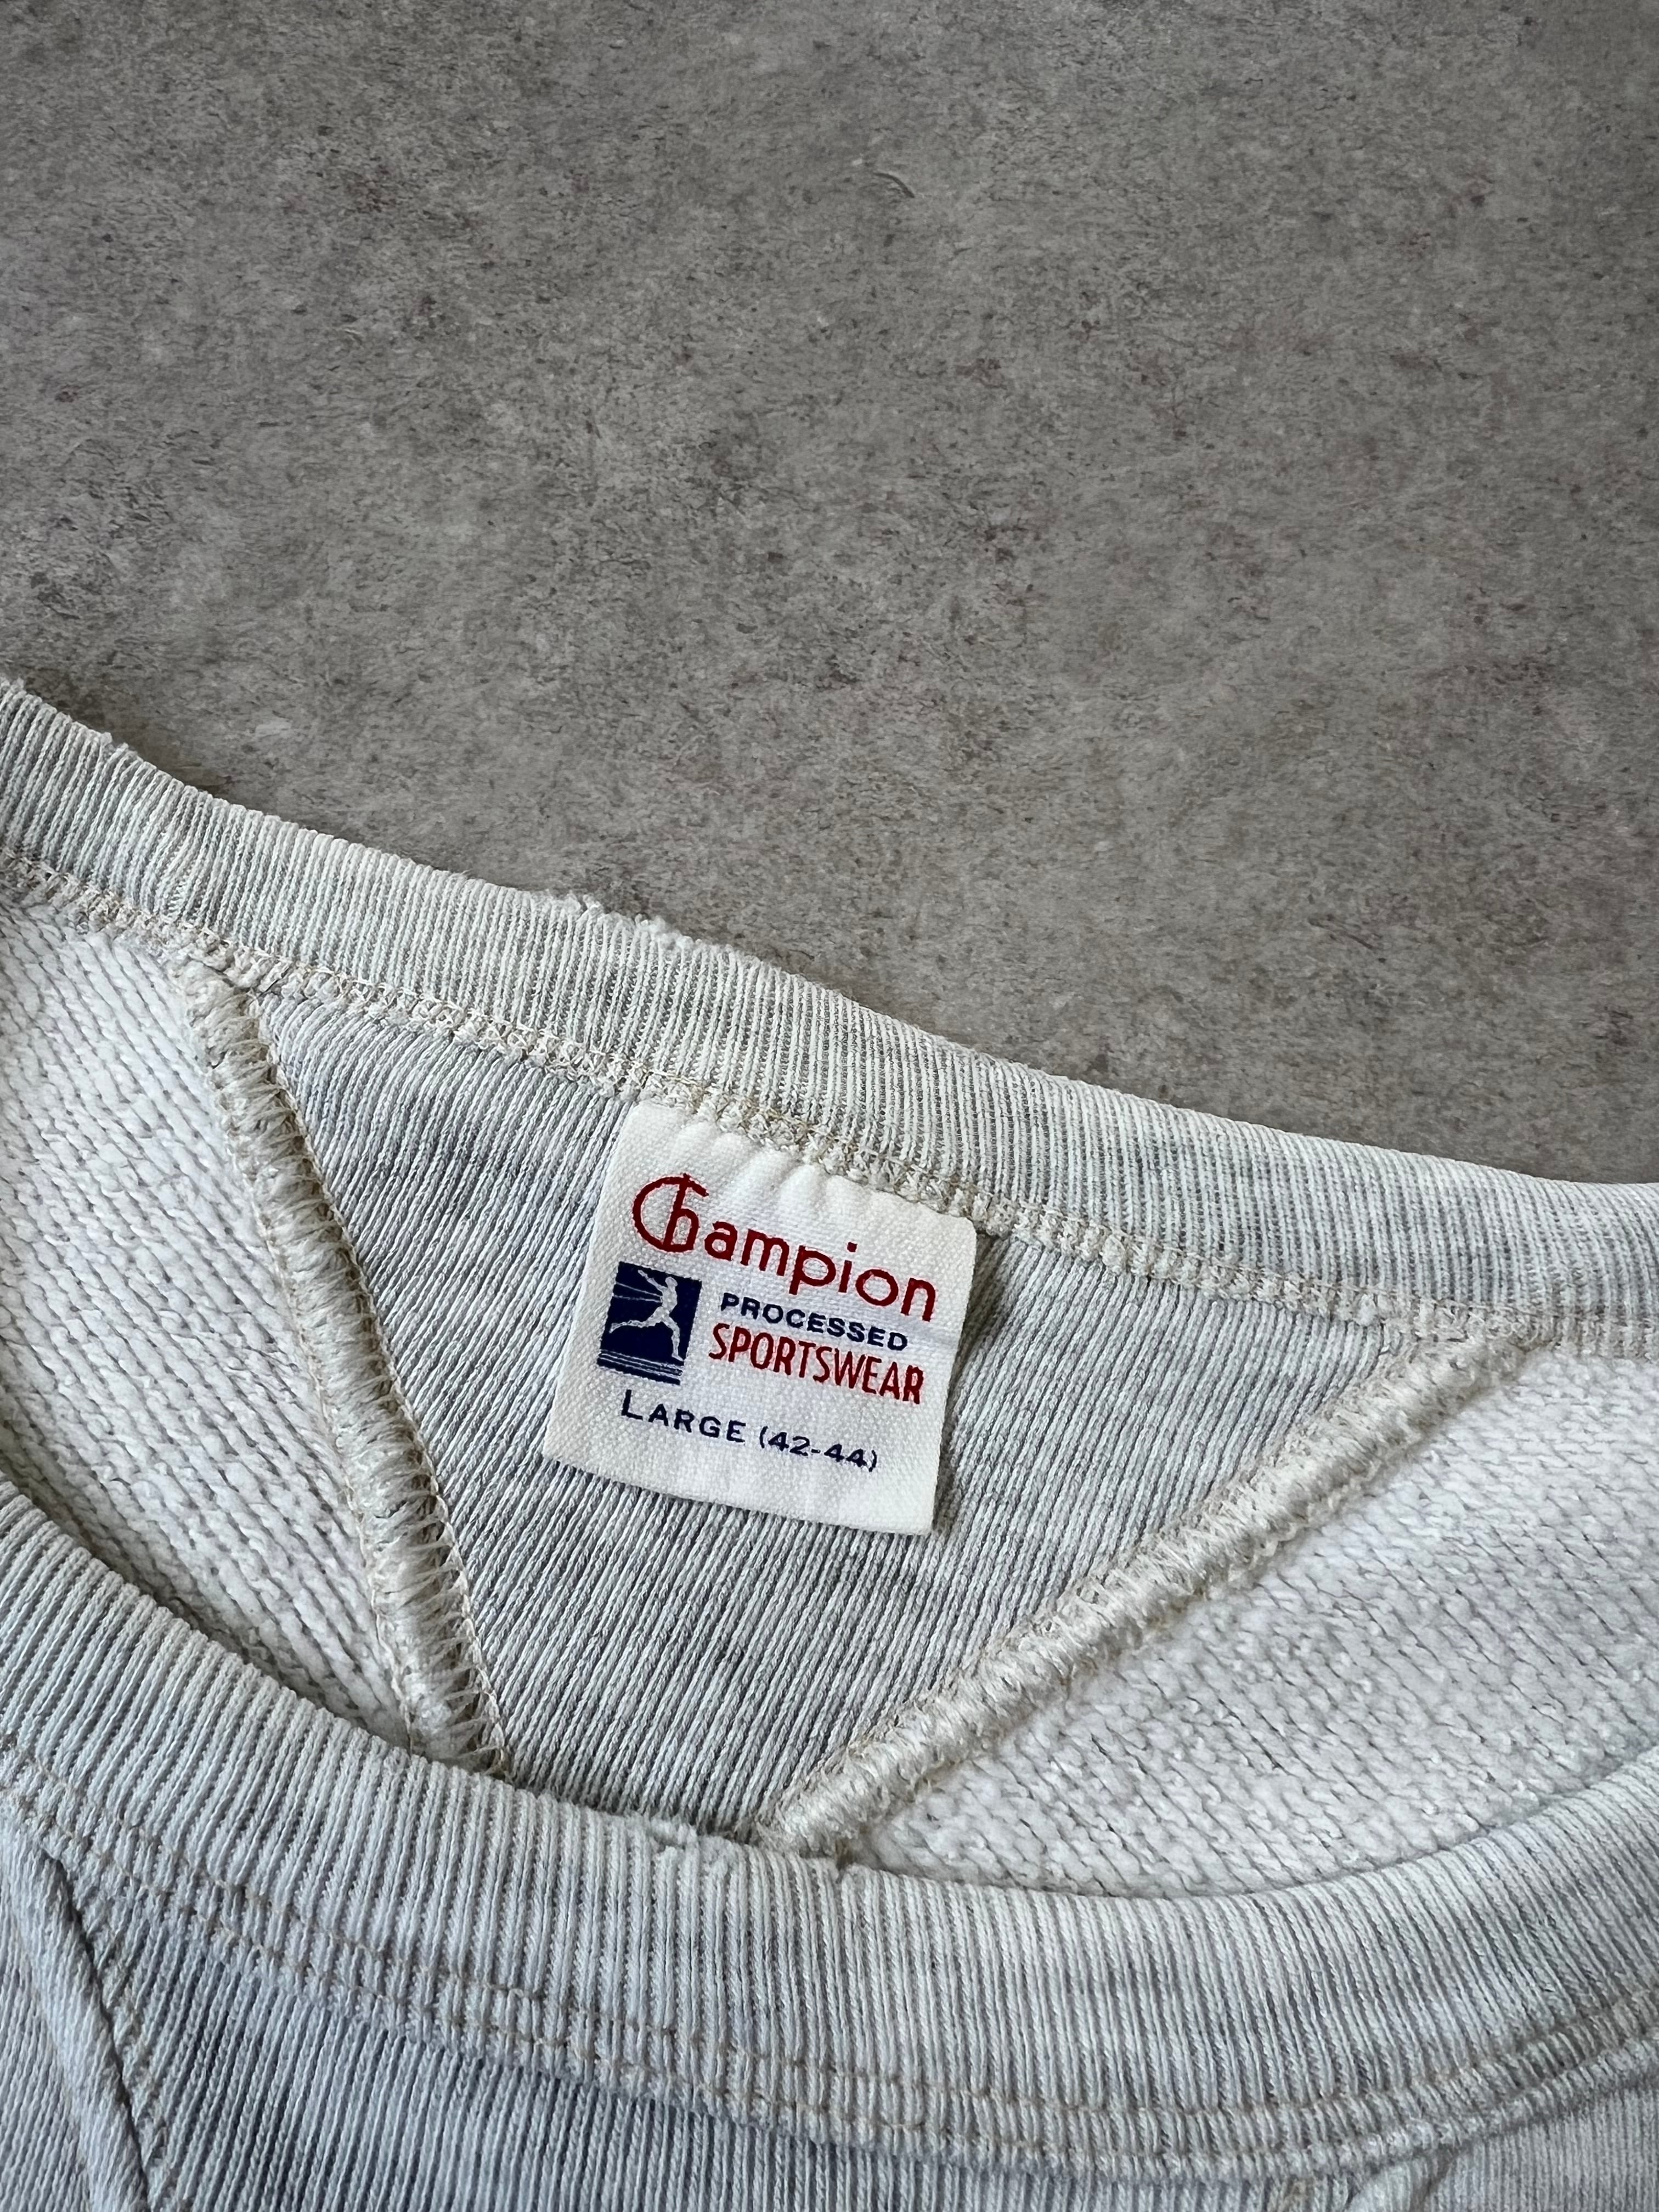 Champion
PROCESSED
SPORTSWEAR
LARGE (42-44)